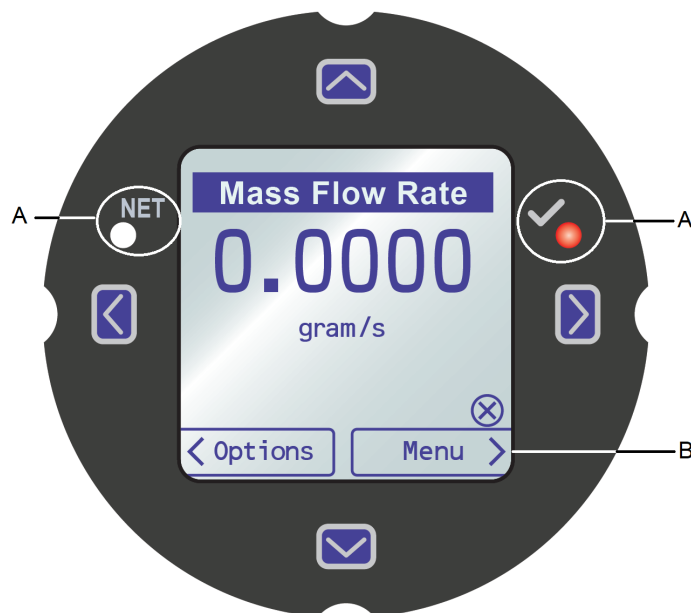 Mass Flow Rate
A
NET
A
0.0000
gram/s
Options
Menu
B